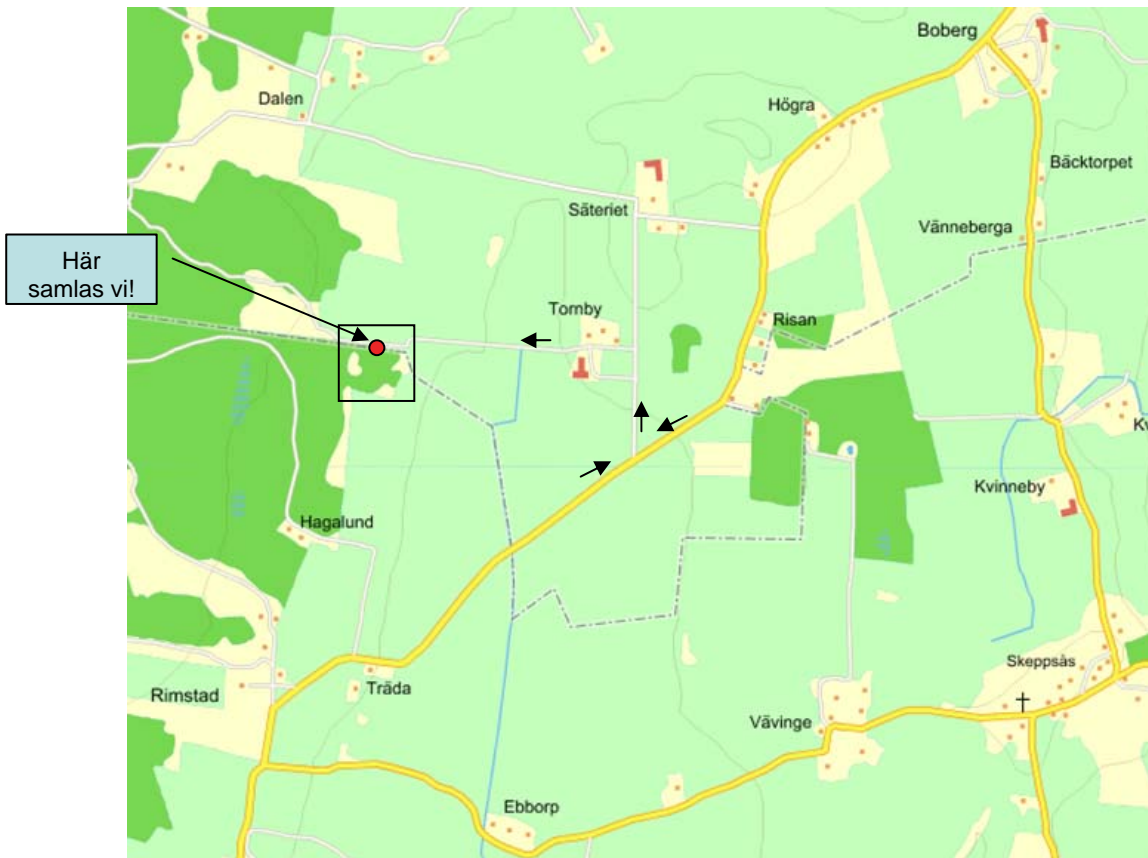 Boberg
Dalen
Högra
Bäcktorpet
Säteriet
Vänneberga
Här
samlas vi!
Tornby
Risan
Kvinneby
Hagalund
Skeppsås
Träda
Rimstad
Vävinge
Ebborp